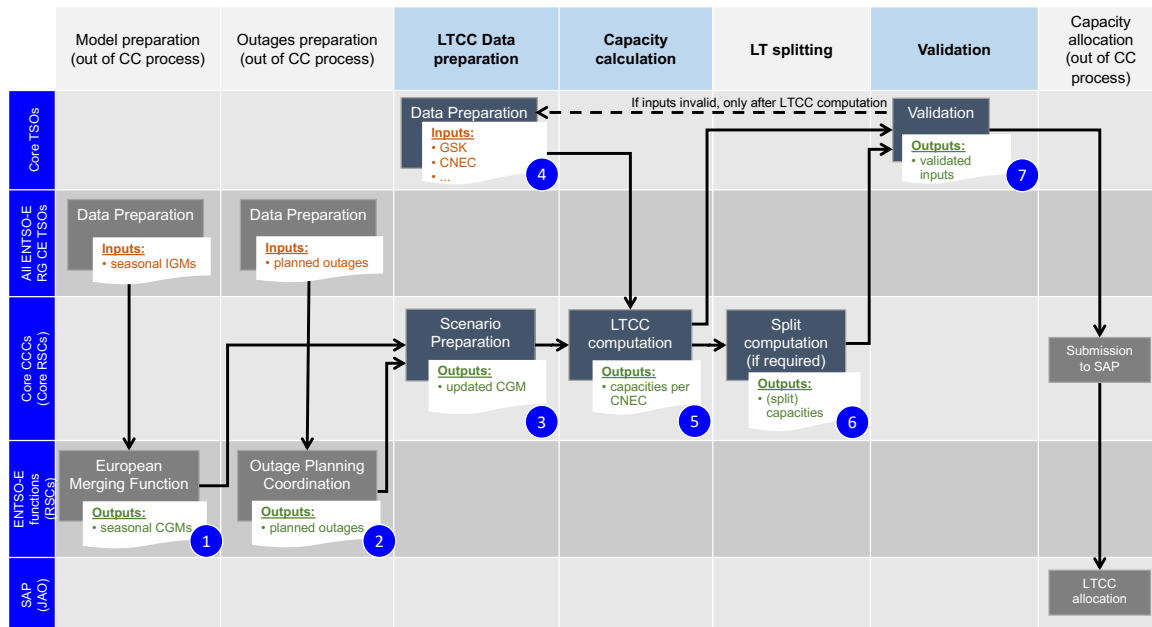 Model preparation
(out of CC process)
Outages preparation
(out of CC process)
LTCC Data
preparation
Capacity
calculation
LT splitting
Validation
Capacity
allocation
(out of CC
process)
Core TSOs
Data Preparation
Inputs:
• GSK
• CNEC
• ...
4
If inputs invalid, only after LTCC computation
Validation
Outputs:
• validated
inputs
7
All ENTSO-E
RG CE TSOs
Data Preparation
Inputs:
• seasonal IGMs
Data Preparation
Inputs:
• planned outages
Core CCCs
(Core RSCs)
Scenario
Preparation
Outputs:
• updated CGM
3
LTCC
computation
Outputs:
• capacities per
CNEC
5
Split
computation
(if required)
Outputs:
• (split)
capacities
6
Submission
to SAP
ENTSO-E
functions
(RSCs)
European
Merging Function
Outputs:
• seasonal CGMs
1
Outage Planning
Coordination
Outputs:
• planned outages
2
SAP
(JAO)
LTCC
allocation